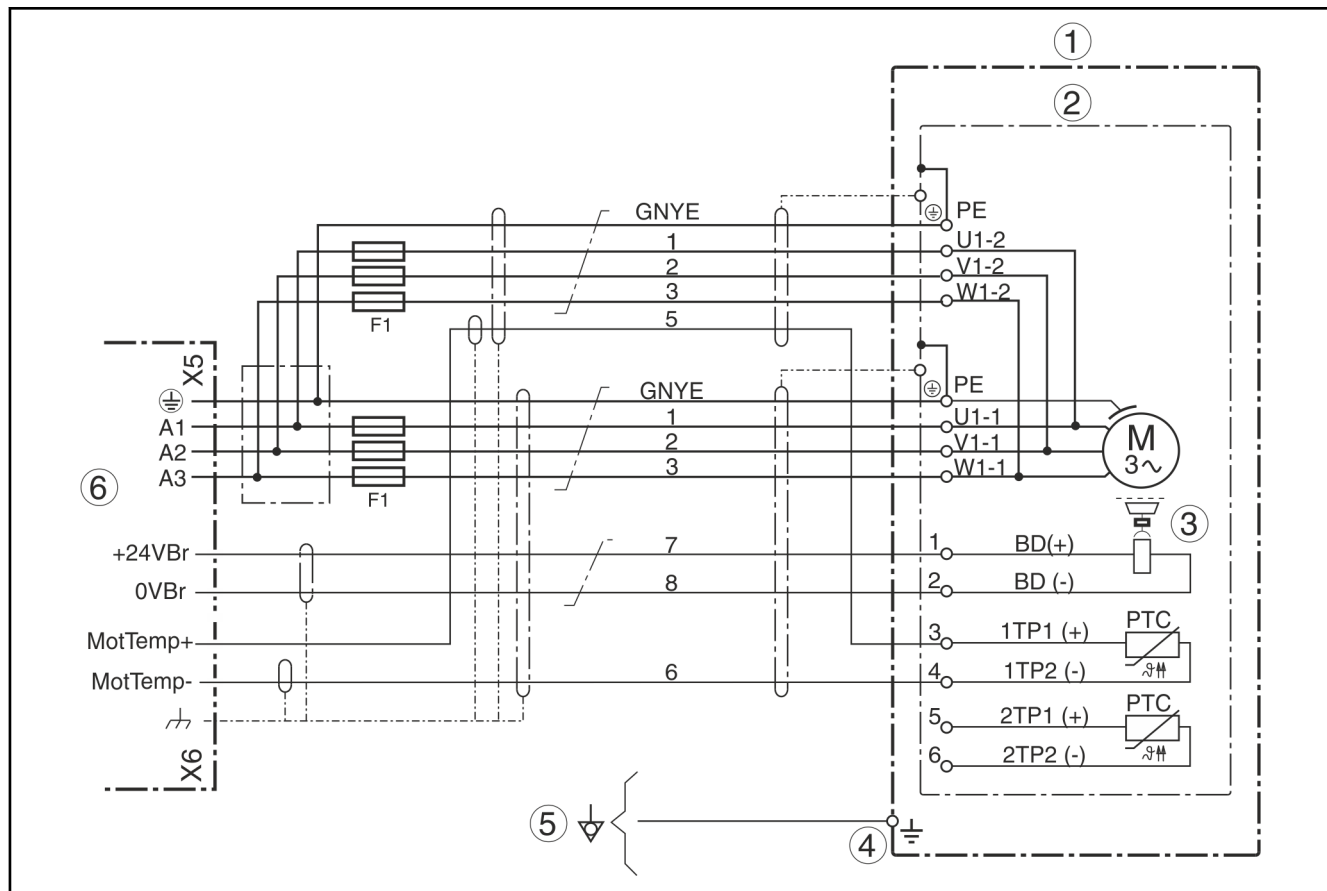 1
2
GNYE
PE
1
U1-2
2
V1-2
3
W1-2
F1
5
X5
GNYE
PE
A1
1
U1-1
A2
2
V1-1
M
3~
A3
3
W1-1
6
F1
3
+24VBr
7
1
BD(+)
0VBr
8
2
BD (-)
MotTemp+
3
1TP1 (+)
PTC
ϑ
MotTemp-
6
4
1TP2 (-)
5
2TP1 (+)
PTC
ϑ
X6
6
2TP2 (-)
5
4